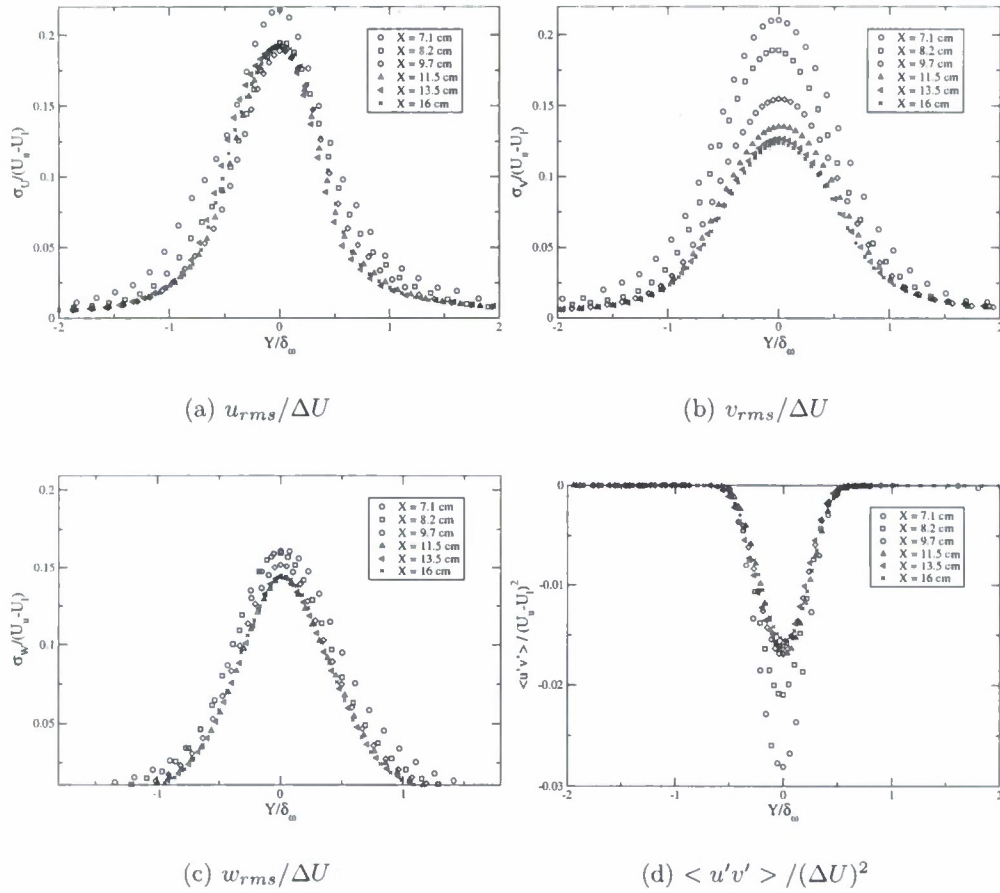 0.2
0.15
0.1
0.05
0
σU/(Uu-Ul)
X = 7.1 cm
X = 8.2 cm
X = 9.7 cm
X = 11.5 cm
X = 13.5 cm
X = 16 cm
-2
-1
0
1
2
Y/δω
(a) urms/ΔU
0.2
0.15
0.1
0.05
0
σV/(Uu-Ul)
X = 7.1 cm
X = 8.2 cm
X = 9.7 cm
X = 11.5 cm
X = 13.5 cm
X = 16 cm
-2
-1
0
1
2
Y/δω
(b) vrms/ΔU
0.2
0.15
0.1
0.05
σW/(Uu-Ul)
X = 7.1 cm
X = 8.2 cm
X = 9.7 cm
X = 11.5 cm
X = 13.5 cm
X = 16 cm
-1
0
1
Y/δω
(c) wrms/ΔU
0
-0.01
-0.02
-0.03
<u'v'> / (Uu-Ul)2
X = 7.1 cm
X = 8.2 cm
X = 9.7 cm
X = 11.5 cm
X = 13.5 cm
X = 16 cm
-2
-1
0
1
2
Y/δω
(d) < u'v' > /(ΔU)2